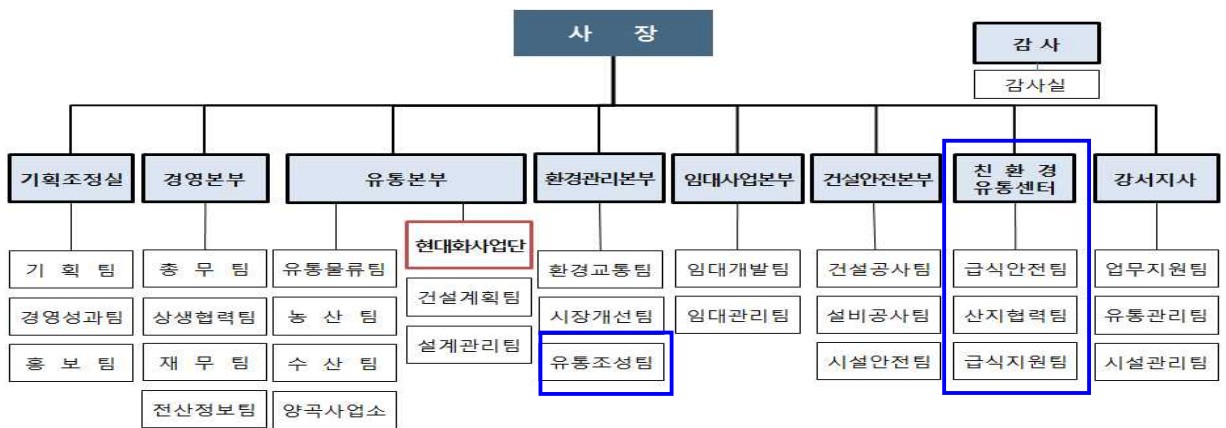 사 장
감 사
감사실
기획조정실
경영본부
유통본부
환경관리본부
임대사업본부
건설안전본부
친 환 경
유통센터
강서지사
현대화사업단
기 획 팀
총 무 팀
유통물류팀
환경교통팀
임대개발팀
건설공사팀
급식안전팀
업무지원팀
건설계획팀
경영성과팀
상생협력팀
농 산 팀
시장개선팀
임대관리팀
설비공사팀
산지협력팀
유통관리팀
설계관리팀
홍 보 팀
재 무 팀
수 산 팀
유통조성팀
시설안전팀
급식지원팀
시설관리팀
전산정보팀
양곡사업소